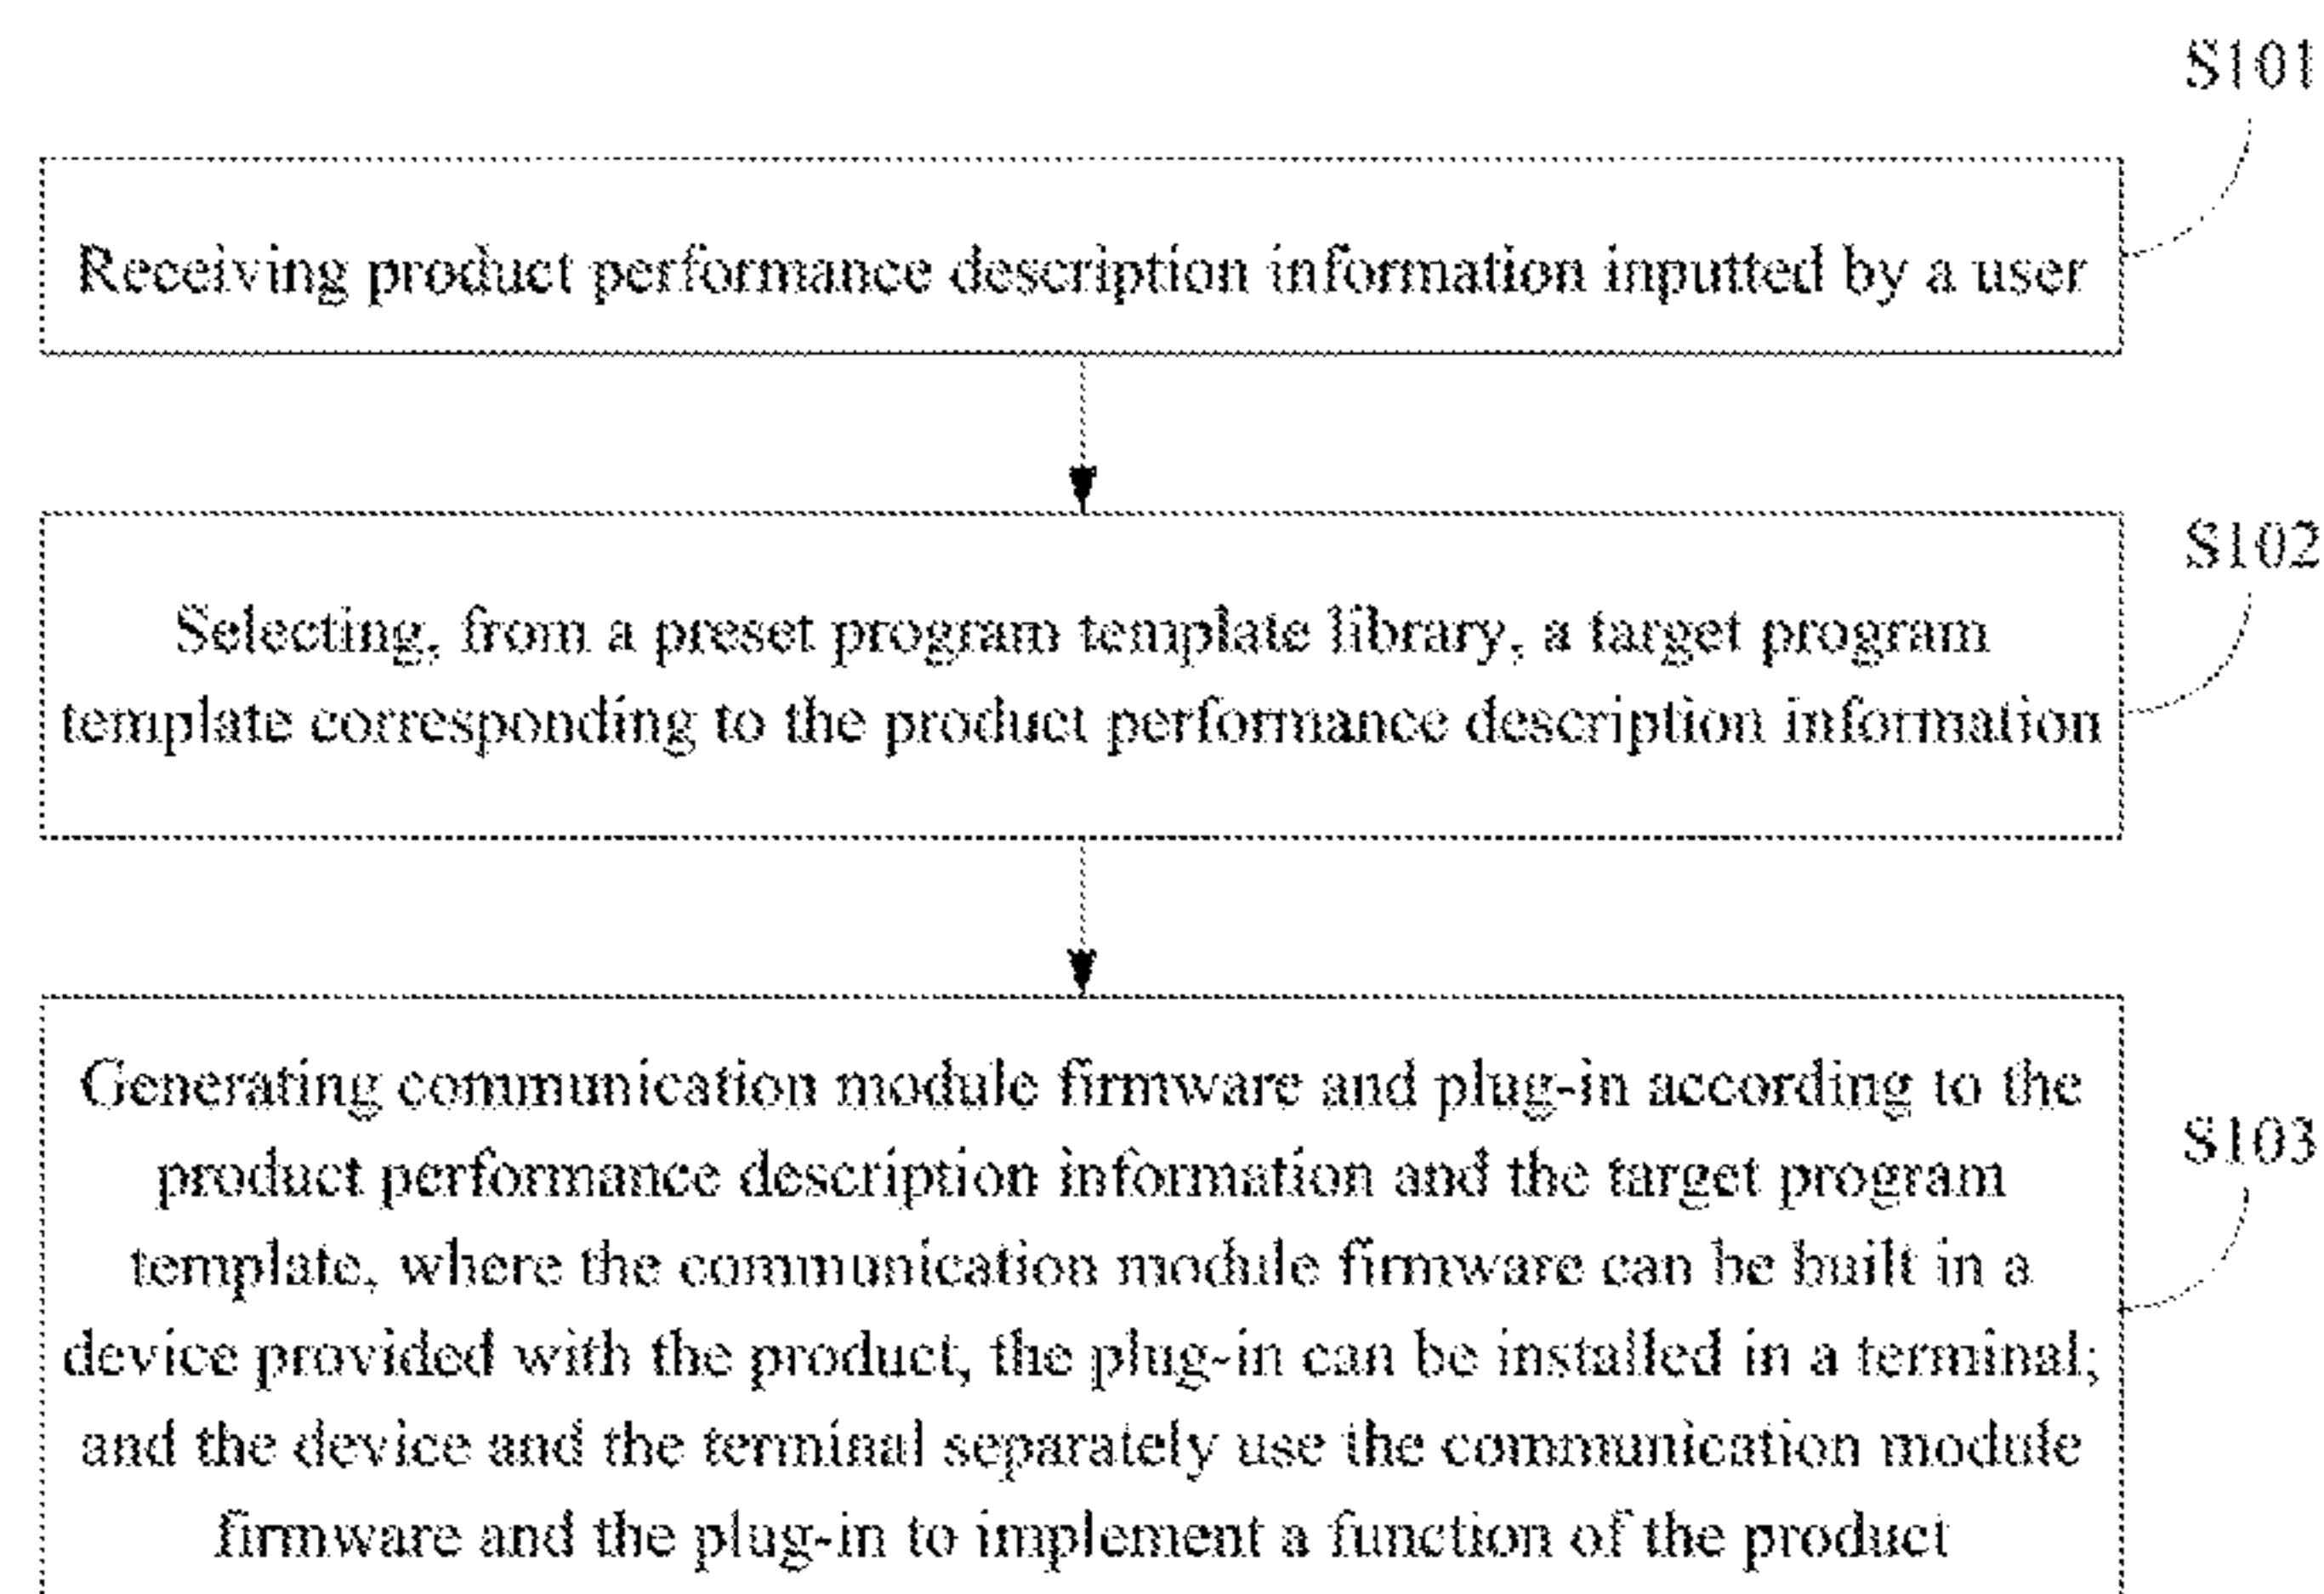 S101
Receiving product performance description information inputted by a user
S102
Selecting, from a preset program template library, a target program
template corresponding to the product performance description information
Generating communication module firmware and plug-in according to the
S103
product performance description information and the target program
template, where the communication module firmware can be built in a
device provided with the product, the plug-in can be installed in a terminal;
and the device and the terminal separately use the communication module
firmware and the plug-in to implement a function of the product